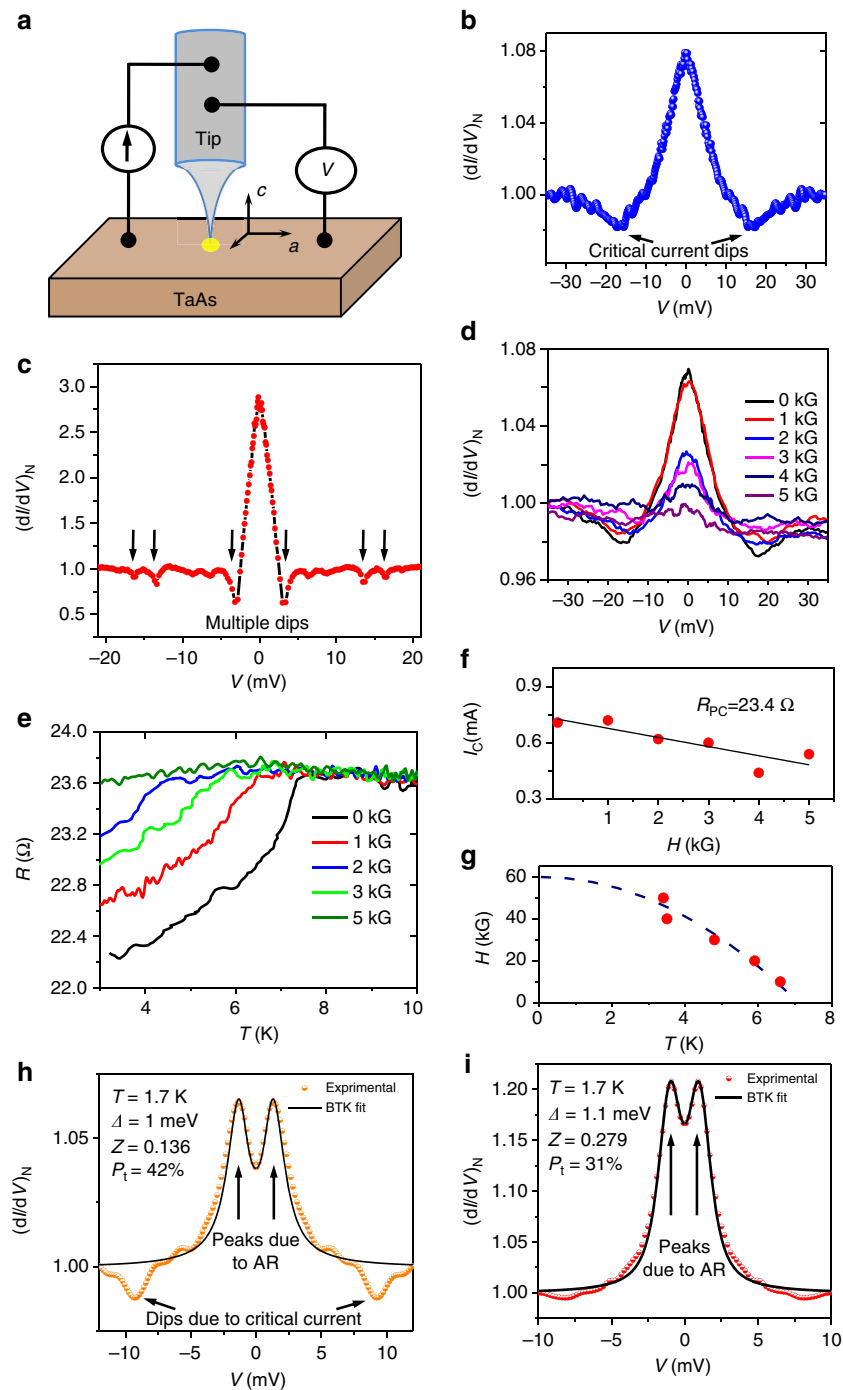 a
Tip
V
c
a
TaAs
b
1.08
1.04
1.00
(dI/dV)N
Critical current dips
–30 –20 –10 0 10 20 30
V (mV)
c
3.0
2.5
2.0
1.5
1.0
0.5
(dI/dV)N
Multiple dips
–20 –10 0 10 20
V (mV)
d
1.08
1.04
1.00
0.96
(dI/dV)N
0 kG
1 kG
2 kG
3 kG
4 kG
5 kG
–30 –20 –10 0 10 20 30
V (mV)
e
24.0
23.6
23.2
22.8
22.4
22.0
R (Ω)
0 kG
1 kG
2 kG
3 kG
5 kG
4 6 8 10
T (K)
f
0.9
0.6
0.3
IC(mA)
RPC=23.4 Ω
1 2 3 4 5
H (kG)
g
60
40
20
0
H (kG)
0 2 4 6 8
T (K)
h
1.05
1.00
(dI/dV)N
T = 1.7 K
Δ = 1 meV
Z = 0.136
Pt = 42%
Exprimental
BTK fit
Peaks due
to AR
Dips due to critical current
–10 –5 0 5 10
V (mV)
i
1.20
1.15
1.10
1.05
1.00
(dI/dV)N
T = 1.7 K
Δ = 1.1 meV
Z = 0.279
Pt = 31%
Experimental
BTK fit
Peaks
due to AR
–10 –5 0 5 10
V (mV)